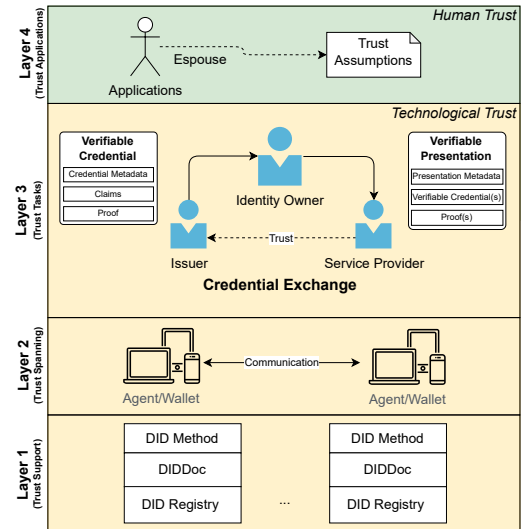 Layer 4
(Trust Applications)
Human Trust
Espouse
Applications
Trust
Assumptions
Layer 3
(Trust Tasks)
Technological Trust
Verifiable
Credential
Credential Metadata
Claims
Proof
Identity Owner
Verifiable
Presentation
Presentation Metadata
Verifiable Credential(s)
Proof(s)
Trust
Issuer
Service Provider
Credential Exchange
Layer 2
(Trust Spanning)
Communication
Agent/Wallet
Agent/Wallet
Layer 1
(Trust Support)
DID Method
DIDDoc
DID Registry
...
DID Method
DIDDoc
DID Registry